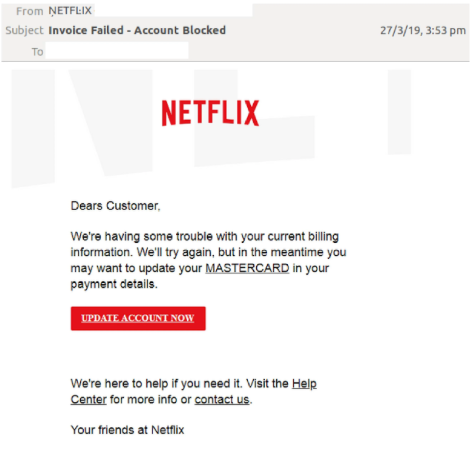 From ṆETFŁIX
Subject Invoice Failed - Account Blocked 27/3/19, 3:53 pm
To
NETFLIX
Dears Customer,
We're having some trouble with your current billing
information. We'll try again, but in the meantime you
may want to update your MASTERCARD in your
payment details.
UPDATE ACCOUNT NOW
We're here to help if you need it. Visit the Help
Center for more info or contact us.
Your friends at Netflix